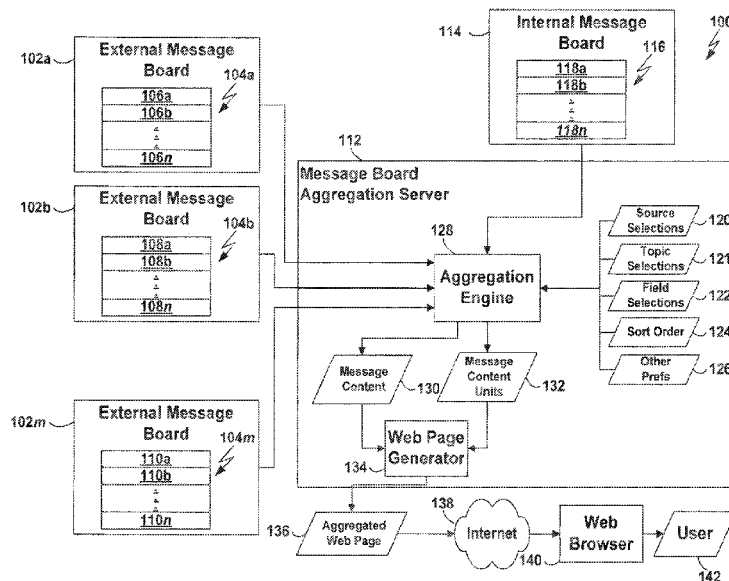 114
Internal Message
Board
118a
116
118b
118n
100
102a
External Message
Board
104a
106a
106b
106n
112
Message Board
Aggregation Server
102b
External Message
Board
104b
108a
108b
108n
128
Aggregation
Engine
Source
Selections
120
Topic
Selections
121
Field
Selections
122
Sort Order
124
Other
Prefs
126
Message
Content
130
Message
Content
Units
132
102m
External Message
Board
104m
110a
110b
110n
134
Web Page
Generator
136
Aggregated
Web Page
138
Internet
140
Web
Browser
User
142